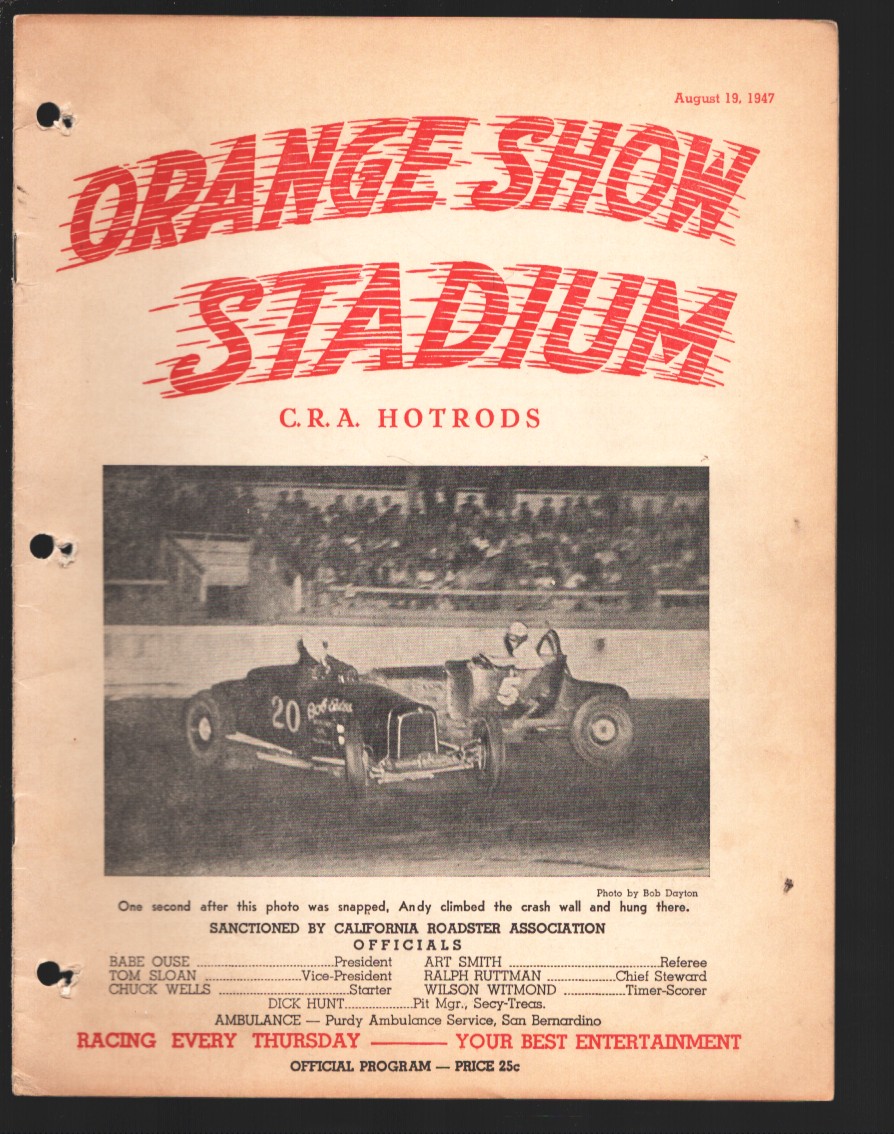 August 19, 1947
ORANGE SHOW
STADIUM
C.R.A. HOTRODS
20
5
Photo by Bob Dayton
One second after this photo was snapped, Andy climbed the crash wall and hung there.
SANCTIONED BY CALIFORNIA ROADSTER ASSOCIATION
OFFICIALS
BABE OUSE ........President ART SMITH ........Referee
TOM SLOAN ........Vice-President RALPH RUTTMAN ........Chief Steward
CHUCK WELLS ........Starter WILSON WITMOND ........Timer-Scorer
DICK HUNT........Pit Mgr., Secy-Treas.
AMBULANCE — Purdy Ambulance Service, San Bernardino
RACING EVERY THURSDAY ——— YOUR BEST ENTERTAINMENT
OFFICIAL PROGRAM — PRICE 25c